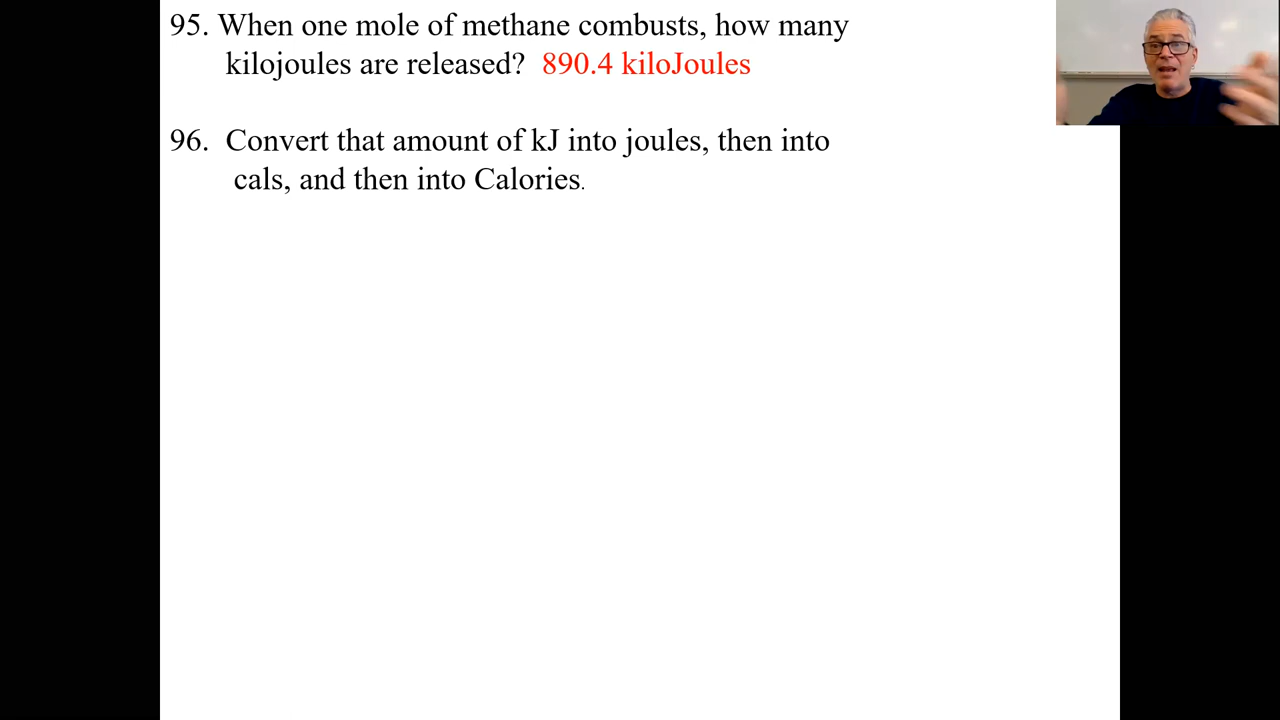 95. When one mole of methane combusts, how many
kilojoules are released? 890.4 kiloJoules
96. Convert that amount of kJ into joules, then into
cals, and then into Calories.